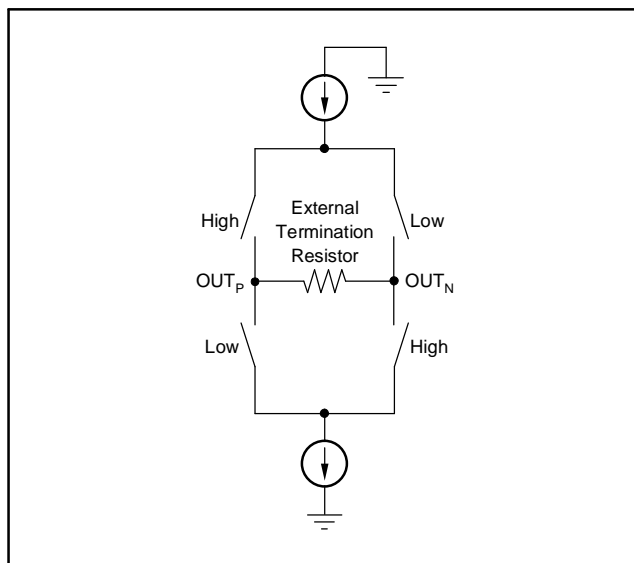 High
External
Termination
Resistor
Low
OUTP
OUTN
Low
High